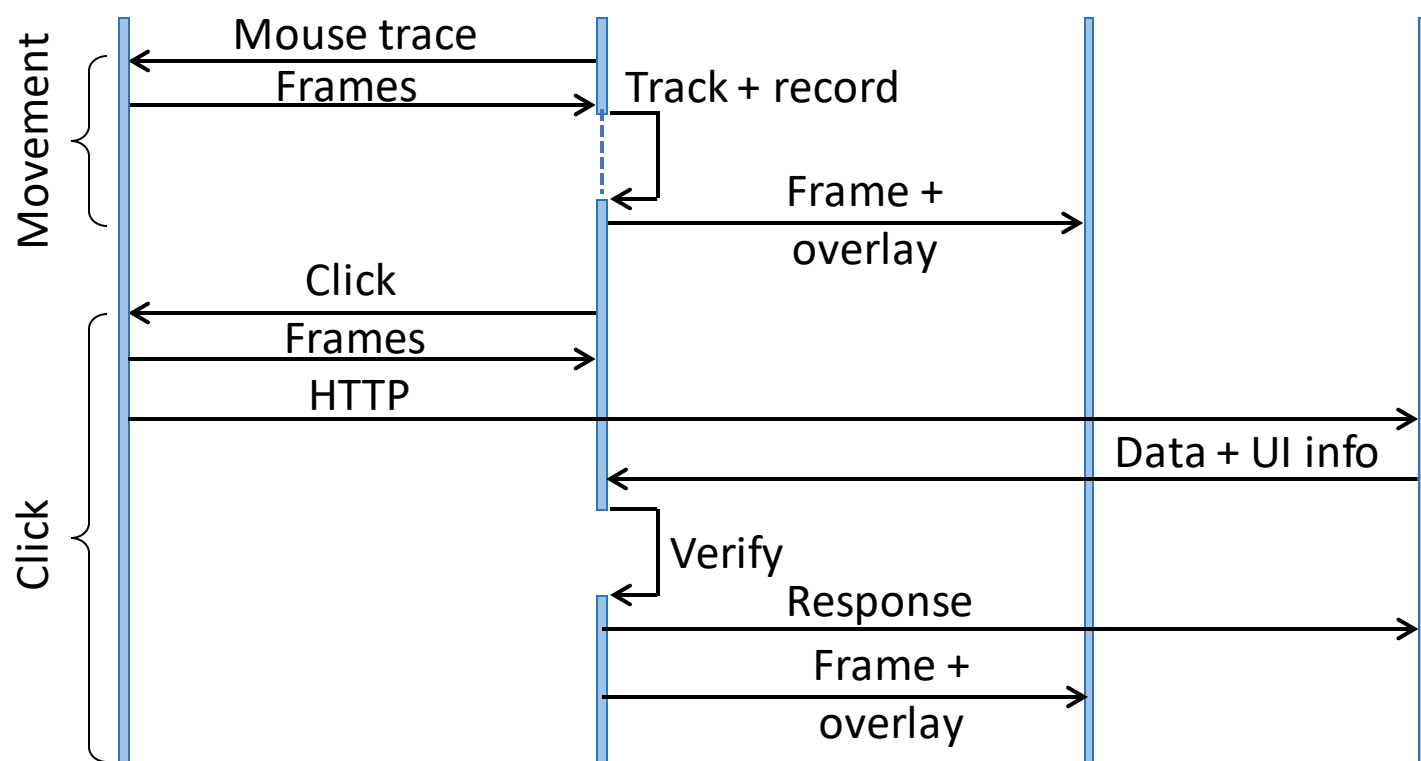 Movement
Mouse trace
Frames
Track + record
Frame +
overlay
Click
Click
Frames
HTTP
Data + UI info
Verify
Response
Frame +
overlay